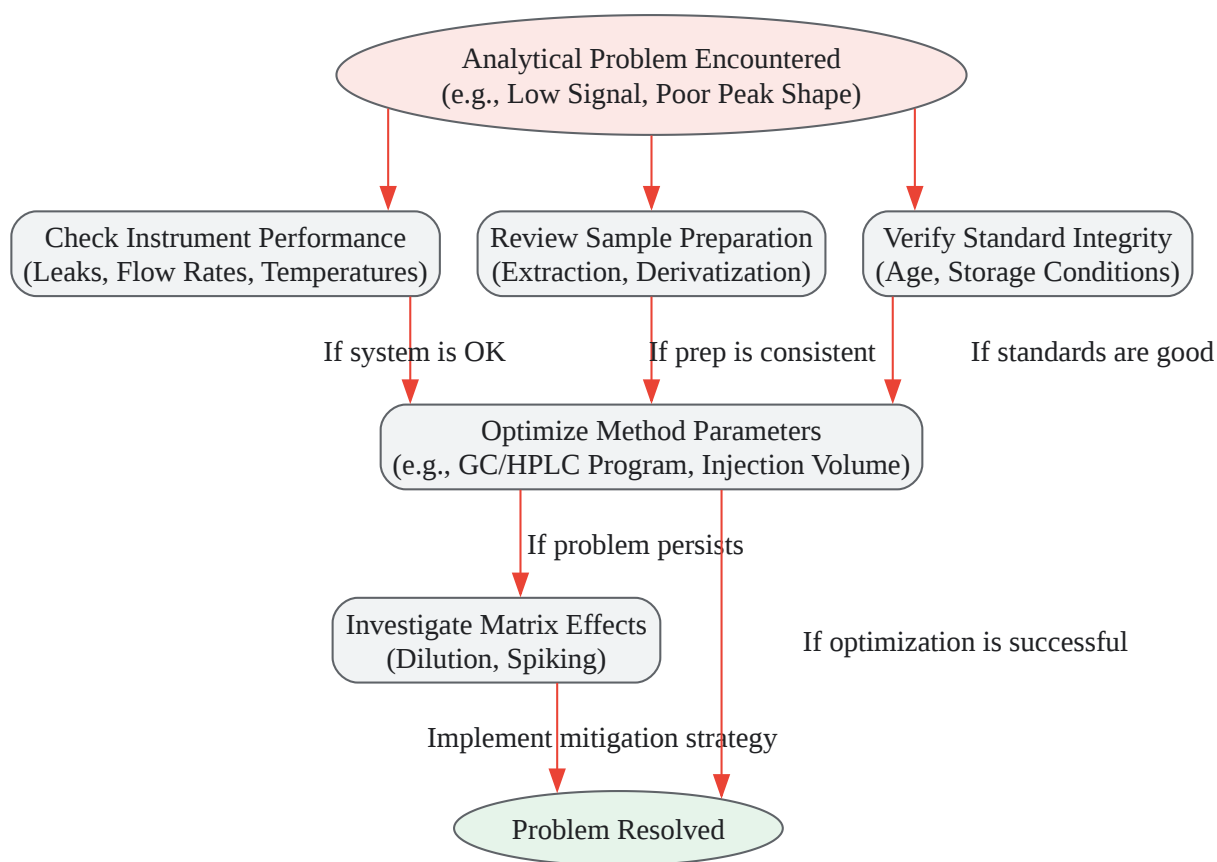 Analytical Problem Encountered
(e.g., Low Signal, Poor Peak Shape)
Check Instrument Performance
(Leaks, Flow Rates, Temperatures)
Review Sample Preparation
(Extraction, Derivatization)
Verify Standard Integrity
(Age, Storage Conditions)
If system is OK
If prep is consistent
If standards are good
Optimize Method Parameters
(e.g., GC/HPLC Program, Injection Volume)
If problem persists
Investigate Matrix Effects
(Dilution, Spiking)
If optimization is successful
Implement mitigation strategy
Problem Resolved